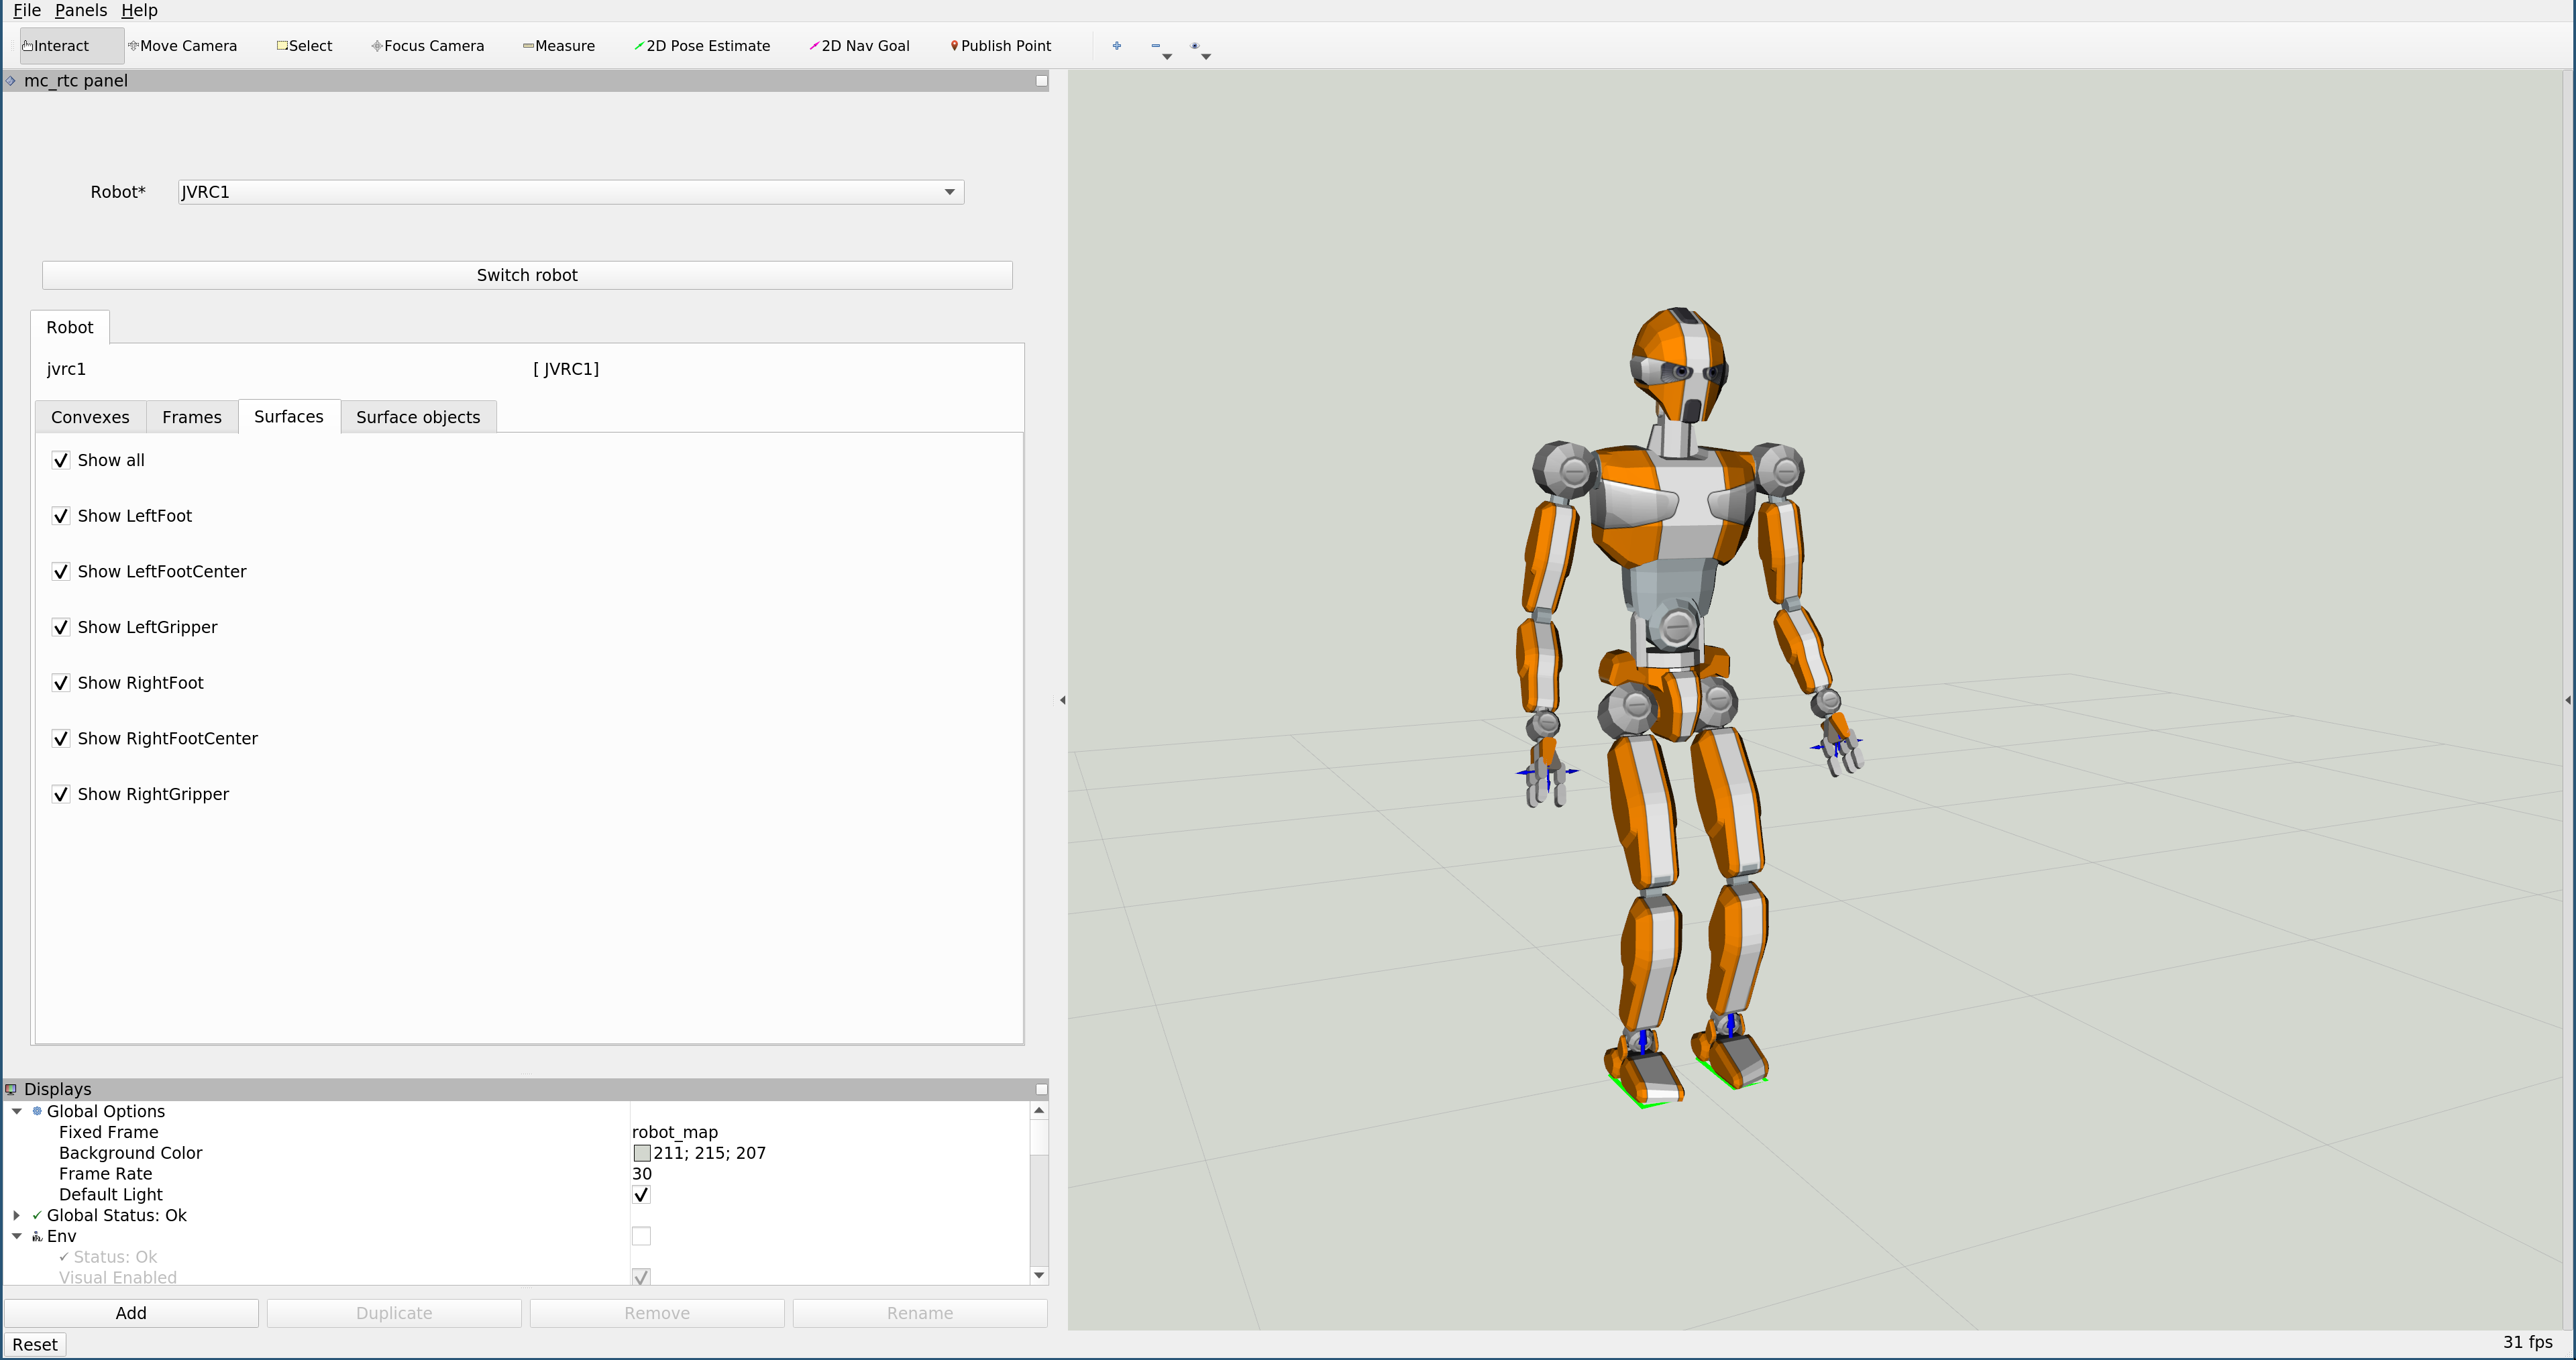 File Panels Help
Interact Move Camera Select Focus Camera Measure 2D Pose Estimate 2D Nav Goal Publish Point
mc_rtc panel
Robot* JVRC1
Switch robot
Robot
jvrc1 [ JVRC1]
Convexes Frames Surfaces Surface objects
Show all
Show LeftFoot
Show LeftFootCenter
Show LeftGripper
Show RightFoot
Show RightFootCenter
Show RightGripper
Displays
Global Options
Fixed Frame robot_map
Background Color 211; 215; 207
Frame Rate 30
Default Light
Global Status: Ok
Env
Status: Ok
Visual Enabled
Add Duplicate Remove Rename
Reset 31 fps